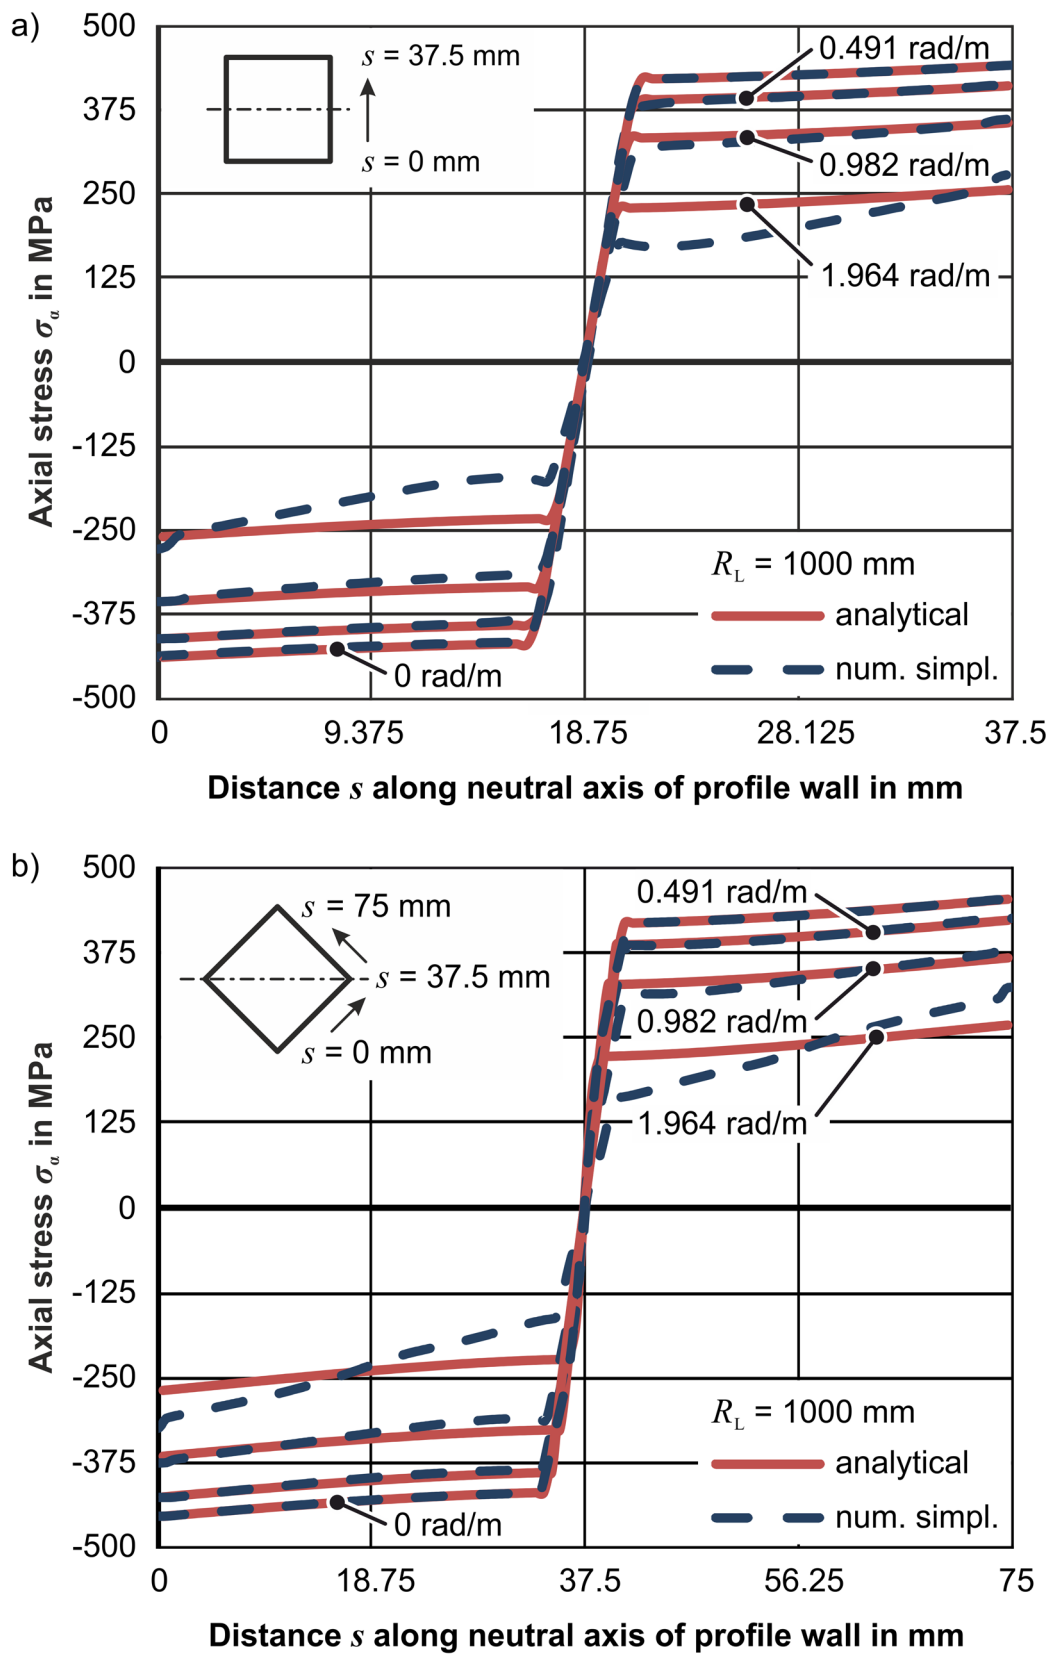 a)
500
375
250
125
0
-125
-250
-375
-500
Axial stress σα in MPa
s = 37.5 mm
s = 0 mm
0.491 rad/m
0.982 rad/m
1.964 rad/m
0 rad/m
RL = 1000 mm
analytical
num. simpl.
0 9.375 18.75 28.125 37.5
Distance s along neutral axis of profile wall in mm
b)
500
375
250
125
0
-125
-250
-375
-500
Axial stress σα in MPa
s = 75 mm
s = 37.5 mm
s = 0 mm
0.491 rad/m
0.982 rad/m
1.964 rad/m
0 rad/m
RL = 1000 mm
analytical
num. simpl.
0 18.75 37.5 56.25 75
Distance s along neutral axis of profile wall in mm